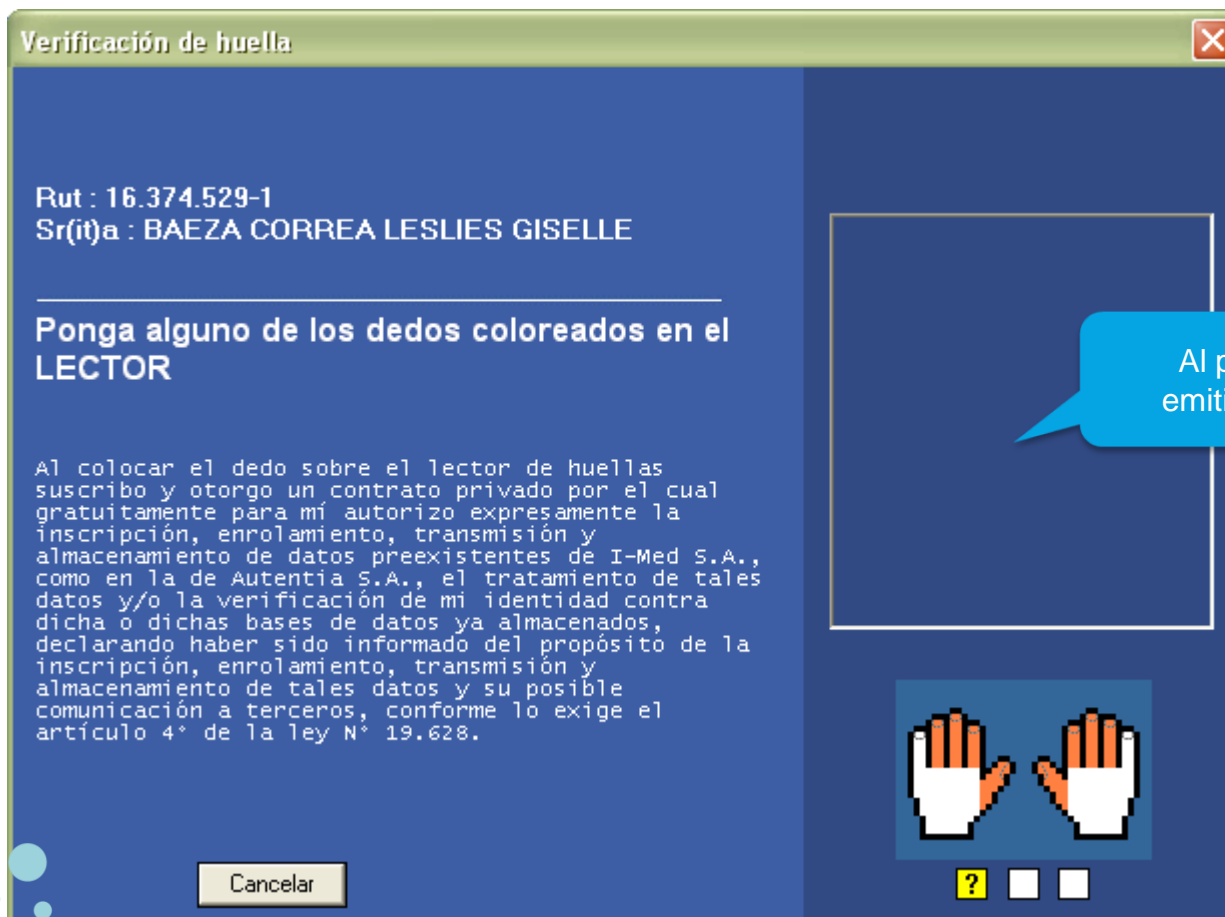 Verificación de huella
Rut : 16.374.529-1
Sr(it)a : BAEZA CORREA LESLIES GISELLE
Ponga alguno de los dedos coloreados en el
LECTOR
Al p
emiti
Al colocar el dedo sobre el lector de huellas
suscribo y otorgo un contrato privado por el cual
gratuitamente para mí autorizo expresamente la
inscripción, enrolamiento, transmisión y
almacenamiento de datos preexistentes de I-Med S.A.,
como en la de Autentia S.A., el tratamiento de tales
datos y/o la verificación de mi identidad contra
dicha o dichas bases de datos ya almacenados,
declarando haber sido informado del propósito de la
inscripción, enrolamiento, transmisión y
almacenamiento de tales datos y su posible
comunicación a terceros, conforme lo exige el
artículo 4° de la ley N° 19.628.
Cancelar
?